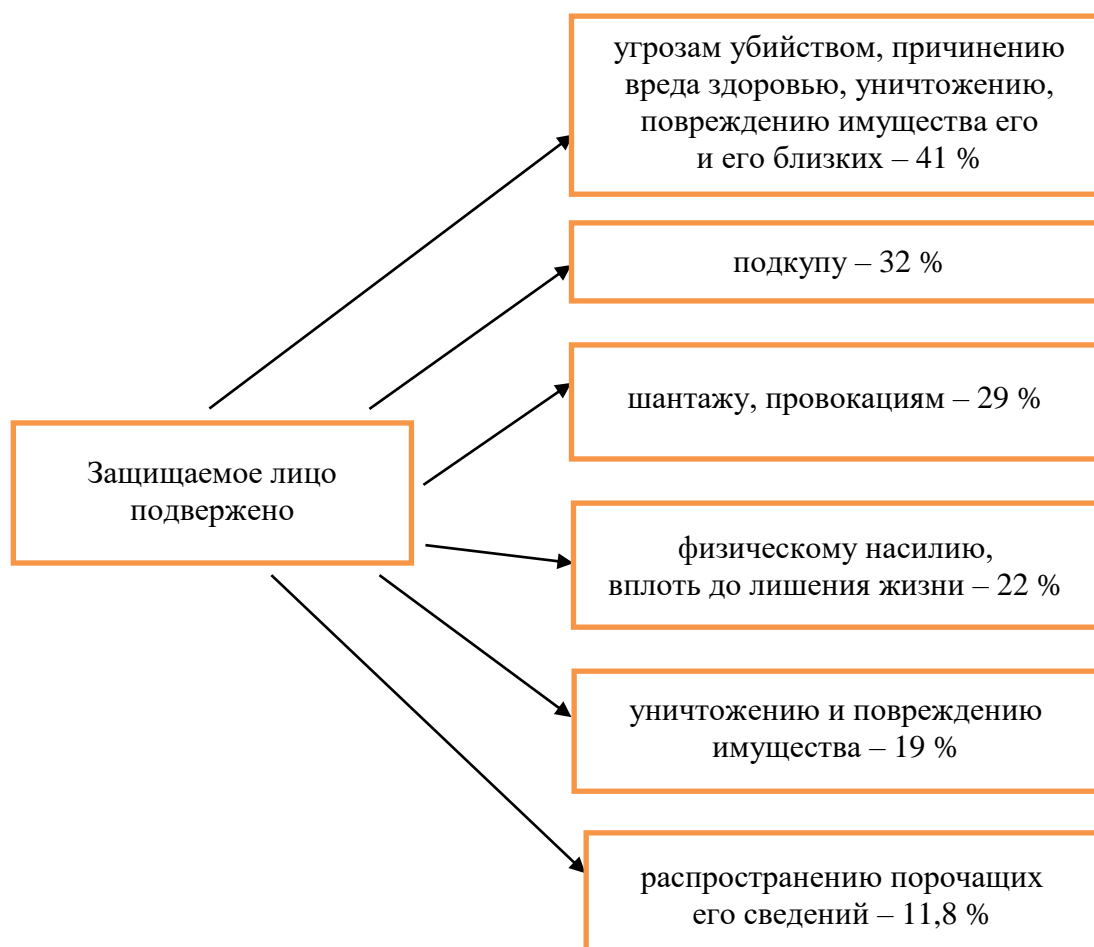 угрозам убийством, причинению
вреда здоровью, уничтожению,
повреждению имущества его
и его близких – 41 %
подкупу – 32 %
шантажу, провокациям – 29 %
Защищаемое лицо
подвержено
физическому насилию,
вплоть до лишения жизни – 22 %
уничтожению и повреждению
имущества – 19 %
распространению порочащих
его сведений – 11,8 %